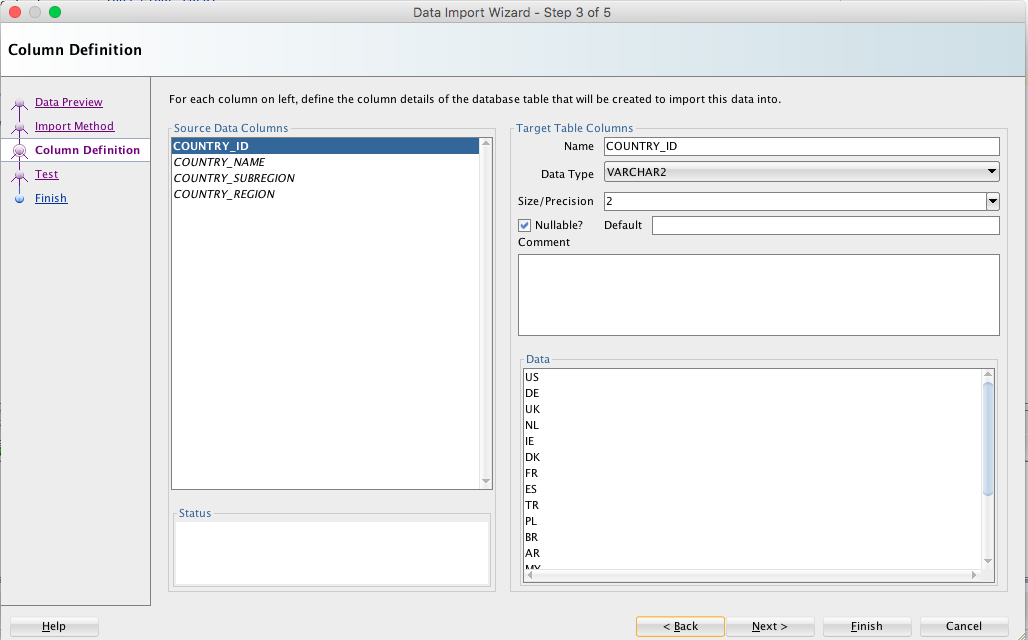 Data Import Wizard - Step 3 of 5
Column Definition
Data Preview
Import Method
Column Definition
Test
Finish
For each column on left, define the column details of the database table that will be created to import this data into.
Source Data Columns
COUNTRY_ID
COUNTRY_NAME
COUNTRY_SUBREGION
COUNTRY_REGION
Status
Target Table Columns
Name COUNTRY_ID
Data Type VARCHAR2
Size/Precision 2
Nullable? Default
Comment
Data
US
DE
UK
NL
IE
DK
FR
ES
TR
PL
BR
AR
MY
Help < Back Next > Finish Cancel